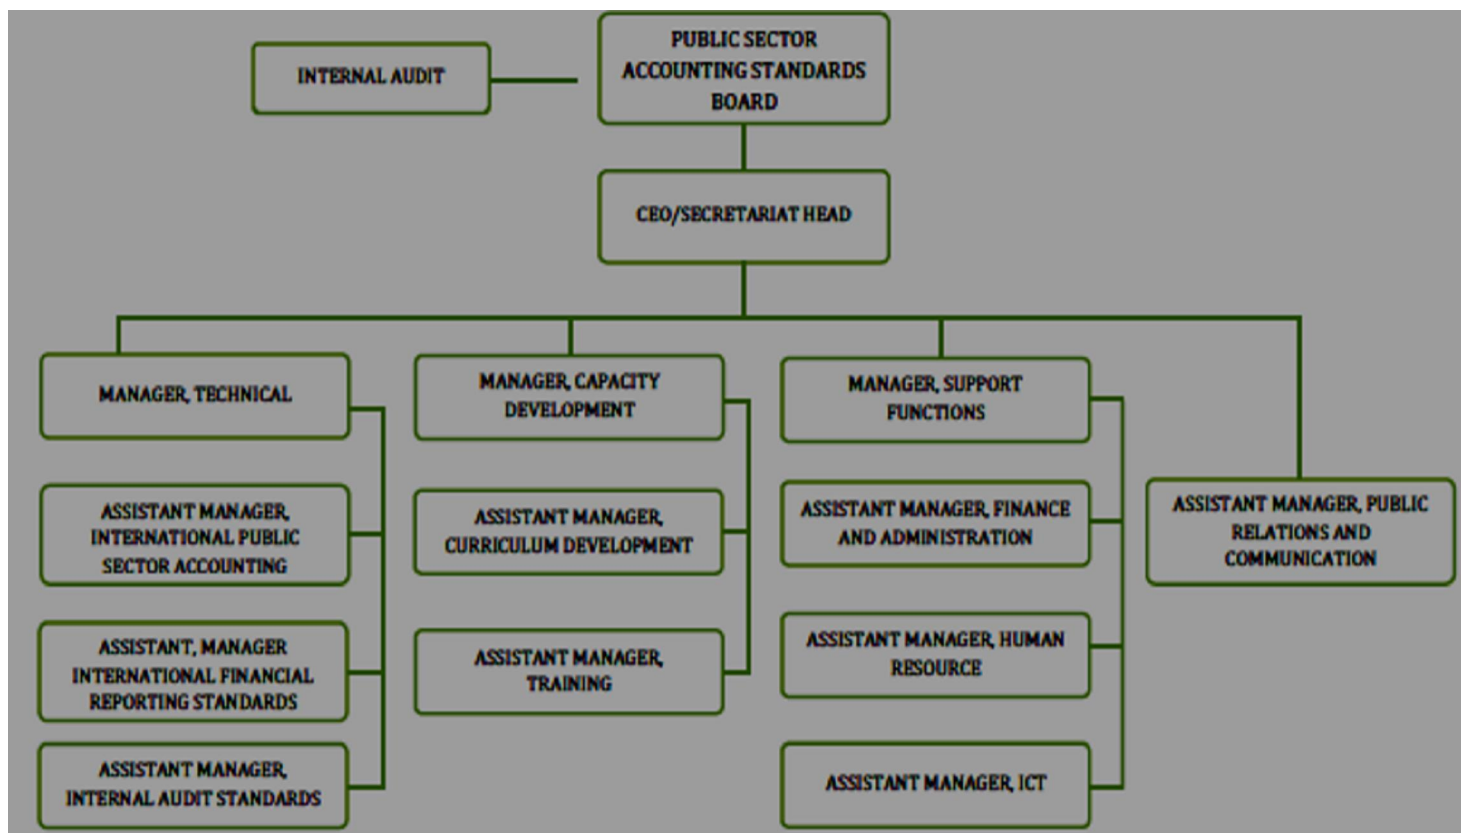 INTERNAL AUDIT
PUBLIC SECTOR
ACCOUNTING STANDARDS
BOARD
CEO/SECRETARIAT HEAD
MANAGER, TECHNICAL
ASSISTANT MANAGER,
INTERNATIONAL PUBLIC
SECTOR ACCOUNTING
ASSISTANT, MANAGER
INTERNATIONAL FINANCIAL
REPORTING STANDARDS
ASSISTANT MANAGER,
INTERNAL AUDIT STANDARDS
MANAGER, CAPACITY
DEVELOPMENT
ASSISTANT MANAGER,
CURRICULUM DEVELOPMENT
ASSISTANT MANAGER,
TRAINING
MANAGER, SUPPORT
FUNCTIONS
ASSISTANT MANAGER, FINANCE
AND ADMINISTRATION
ASSISTANT MANAGER, HUMAN
RESOURCE
ASSISTANT MANAGER, ICT
ASSISTANT MANAGER, PUBLIC
RELATIONS AND
COMMUNICATION